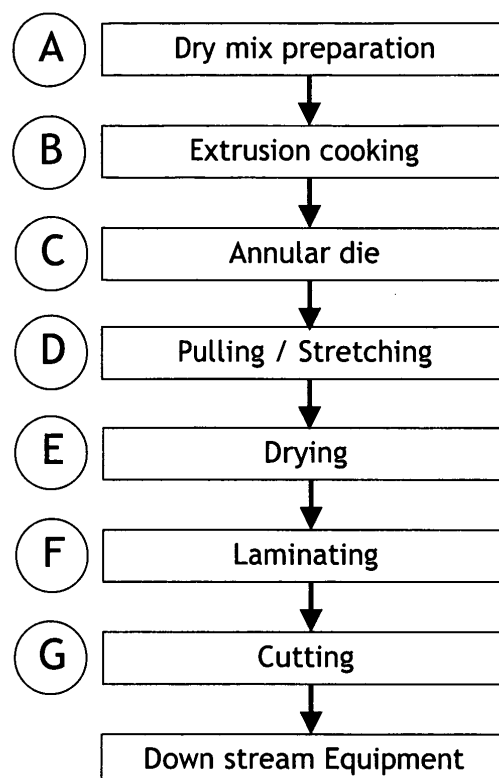 A Dry mix preparation
B Extrusion cooking
C Annular die
D Pulling / Stretching
E Drying
F Laminating
G Cutting
Down stream Equipment